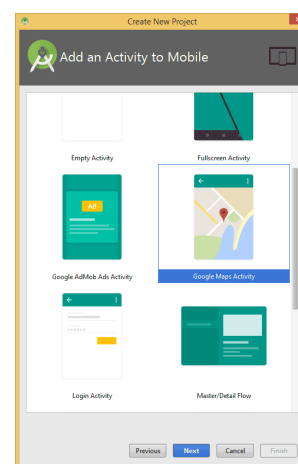 Create New Project
Add an Activity to Mobile
Empty Activity
Fullscreen Activity
Ad
Google AdMob Ads Activity
Google Maps Activity
Login Activity
Master/Detail Flow
Previous
Next
Cancel
Finish